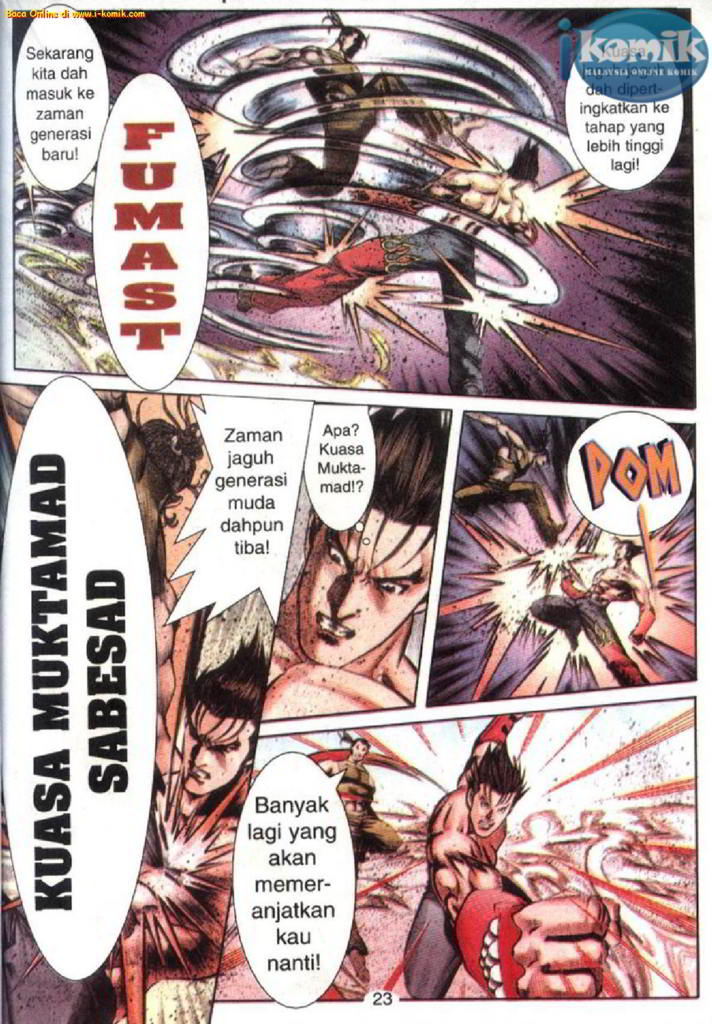 Baca Online di www.i-komik.com
ikomik
MALAYSIA ONLINE KOMIK
Sekarang
kita dah
masuk ke
zaman
generasi
baru!
FUMAST
Kuasa
dah dipert-
ingkatkan ke
tahap yang
lebih tinggi
lagi!
KUASA MUKTAMAD
SABESAD
Zaman
jaguh
generasi
muda
dahpun
tiba!
Apa?
Kuasa
Mukta-
mad!?
POM
Banyak
lagi yang
akan
memer-
anjatkan
kau
nanti!
23